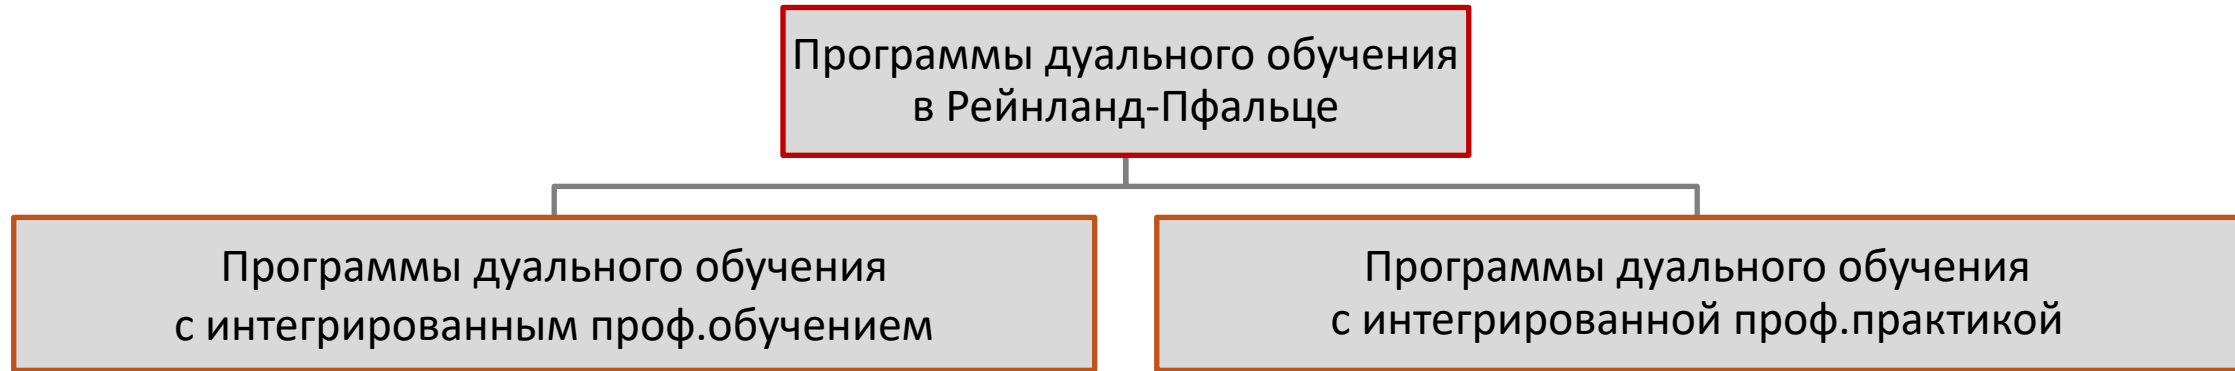 Программы дуального обучения
в Рейнланд-Пфальце
Программы дуального обучения
с интегрированным проф.обучением
Программы дуального обучения
с интегрированной проф.практикой